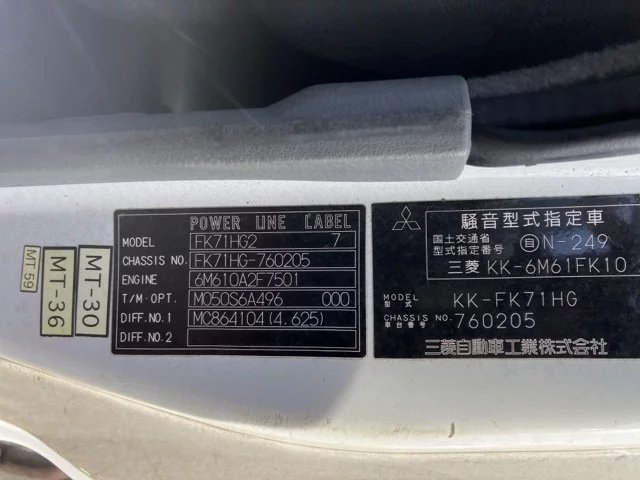 POWER LINE LABEL
MODEL FK71HG2 7
CHASSIS NO. FK71HG-760205
ENGINE 6M610A2F7501
T/M·OPT. M050S6A496 000
DIFF.NO.1 MC864104(4.625)
DIFF.NO.2
MT-30
MT-36
MT 59
騒音型式指定車
国土交通省
型式指定番号 自N-249
三菱 KK-6M61FK10
MODEL
型式 KK-FK71HG
CHASSIS NO.
車台番号 760205
三菱自動車工業株式会社